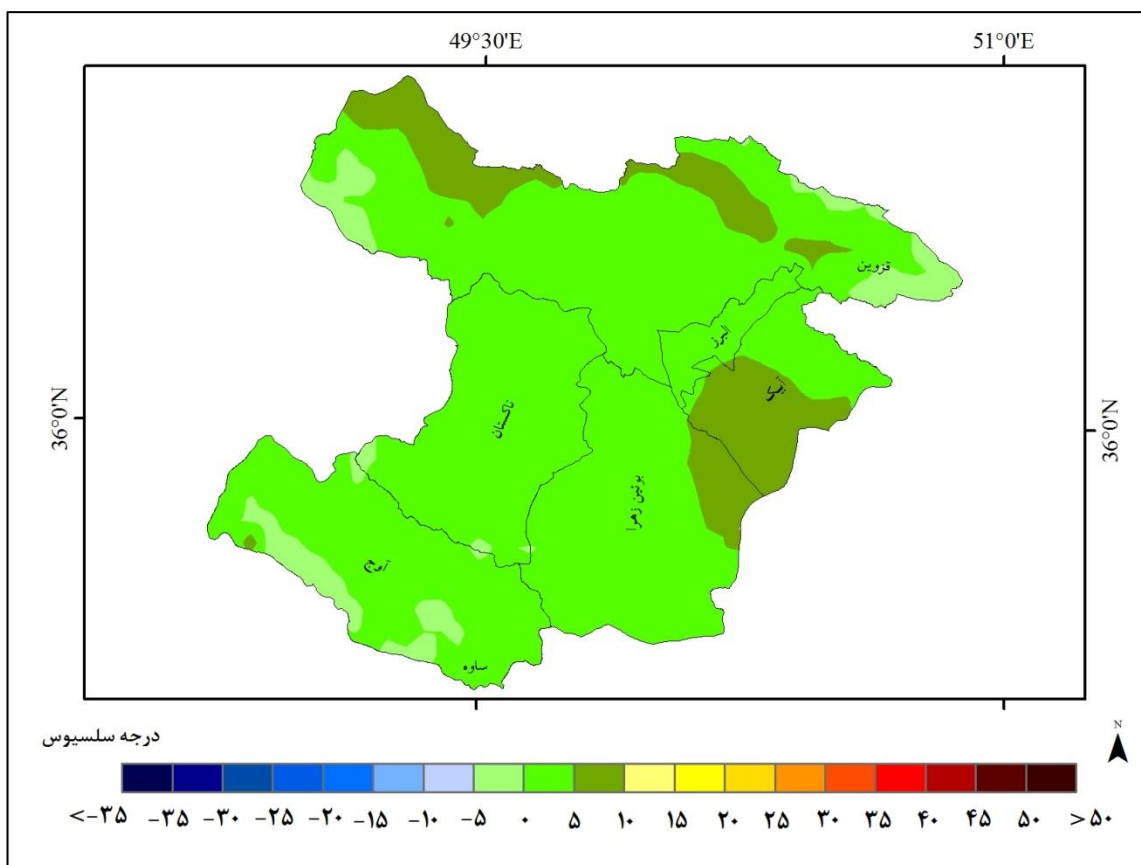 49°30'E
51°0'E
36°0'N
36°0'N
قزوین
البرز
آبیک
تاکستان
بوئین زهرا
آوج
ساوه
درجه سلسیوس
N
<-۳۵ -۳۵ -۳۰ -۲۵ -۲۰ -۱۵ -۱۰ -۵ ۰ ۵ ۱۰ ۱۵ ۲۰ ۲۵ ۳۰ ۳۵ ۴۰ ۴۵ ۵۰ >۵۰